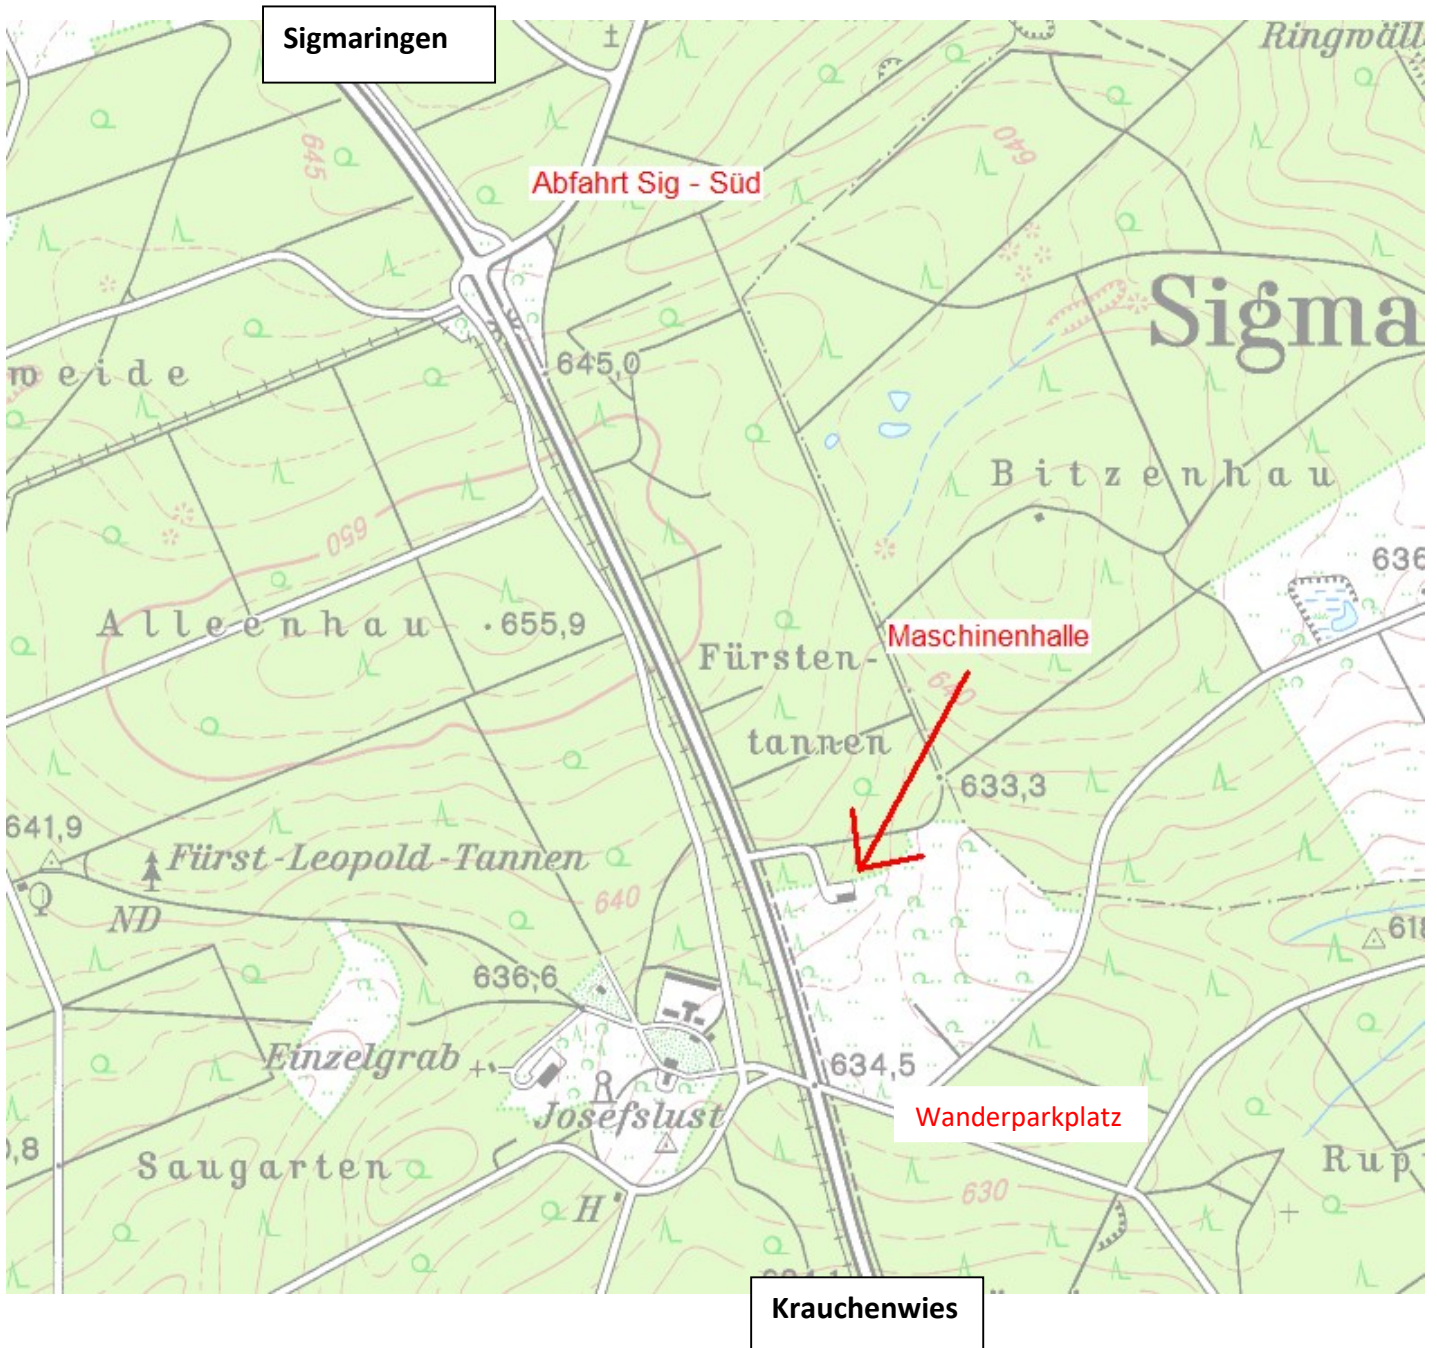 Sigmaringen
Ringwäll
645
640
Abfahrt Sig - Süd
Sigma
645,0
weide
Bitzenhau
650
636
Alleenhau
655,9
Maschinenhalle
Fürsten-
640
tannen
633,3
641,9
Fürst-Leopold-Tannen
640
ND
618
636,6
Einzelgrab
634,5
Josefslust
Wanderparkplatz
,8
Saugarten
Rup
630
H
Krauchenwies